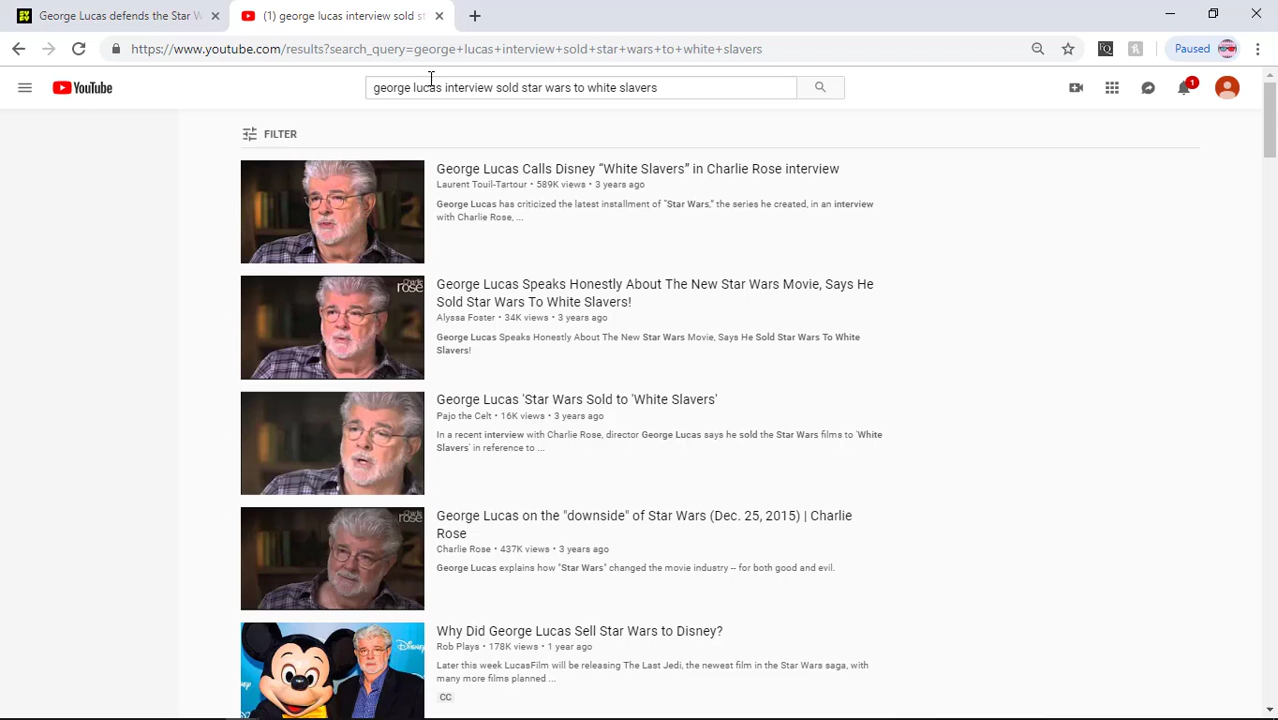 George Lucas defends the Star W
(1) george lucas interview sold st
https://www.youtube.com/results?search_query=george+lucas+interview+sold+star+wars+to+white+slavers
Paused
YouTube
george lucas interview sold star wars to white slavers
1
FILTER
George Lucas Calls Disney “White Slavers” in Charlie Rose interview
Laurent Touil-Tartour • 589K views • 3 years ago
George Lucas has criticized the latest installment of "Star Wars," the series he created, in an interview
with Charlie Rose, ...
Charlie rose
George Lucas Speaks Honestly About The New Star Wars Movie, Says He
Sold Star Wars To White Slavers!
Alyssa Foster • 34K views • 3 years ago
George Lucas Speaks Honestly About The New Star Wars Movie, Says He Sold Star Wars To White
Slavers!
George Lucas 'Star Wars Sold to 'White Slavers'
Pajo the Celt • 16K views • 3 years ago
In a recent interview with Charlie Rose, director George Lucas says he sold the Star Wars films to 'White
Slavers' in reference to ...
Charlie rose
George Lucas on the "downside" of Star Wars (Dec. 25, 2015) | Charlie
Rose
Charlie Rose • 437K views • 3 years ago
George Lucas explains how "Star Wars" changed the movie industry -- for both good and evil.
Why Did George Lucas Sell Star Wars to Disney?
Rob Plays • 178K views • 1 year ago
Later this week LucasFilm will be releasing The Last Jedi, the newest film in the Star Wars saga, with
many more films planned ...
CC